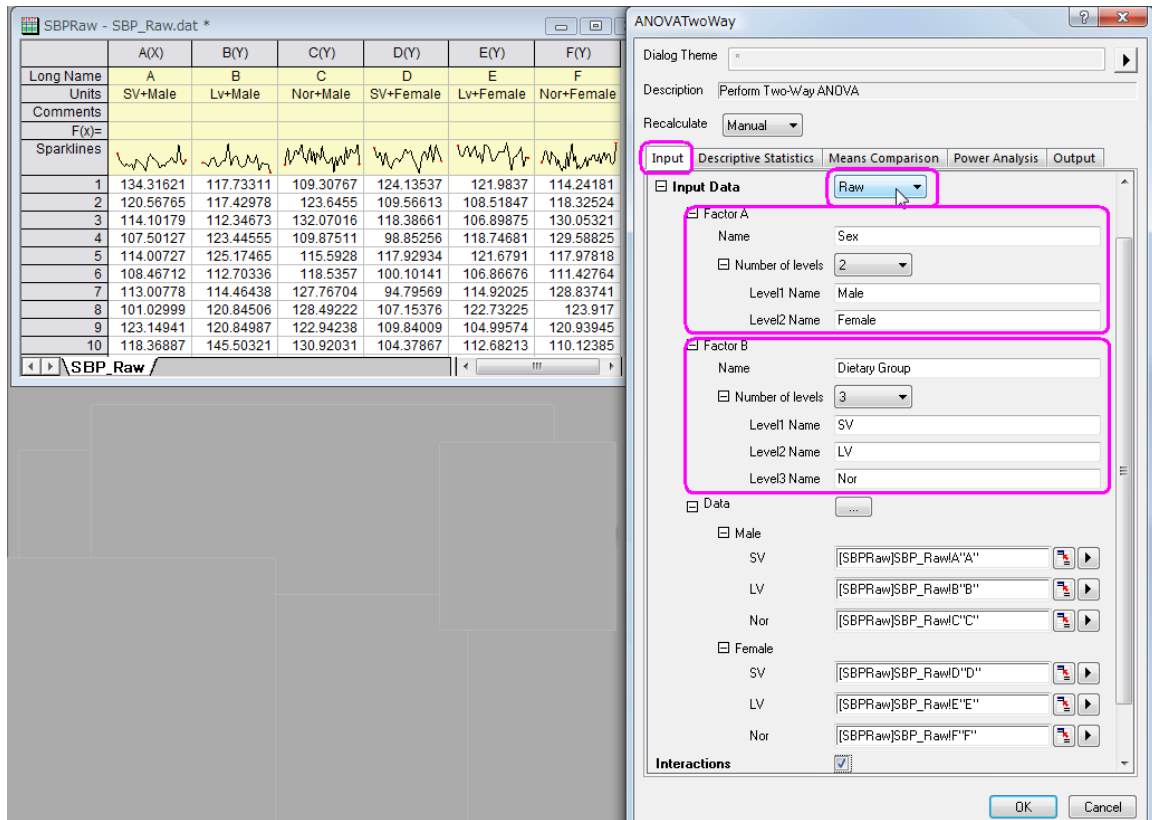 SBPRaw - SBP_Raw.dat *
A(X) B(Y) C(Y) D(Y) E(Y) F(Y)
Long Name A B C D E F
Units SV+Male Lv+Male Nor+Male SV+Female Lv+Female Nor+Female
Comments
F(x)=
Sparklines
1 134.31621 117.73311 109.30767 124.13537 121.9837 114.24181
2 120.56765 117.42978 123.6455 109.56613 108.51847 118.32524
3 114.10179 112.34673 132.07016 118.38661 106.89875 130.05321
4 107.50127 123.44555 109.87511 98.85256 118.74681 129.58825
5 114.00727 125.17465 115.5928 117.92934 121.6791 117.97818
6 108.46712 112.70336 118.5357 100.10141 106.86676 111.42764
7 113.00778 114.46438 127.76704 94.79569 114.92025 128.83741
8 101.02999 120.84506 128.49222 107.15376 122.73225 123.917
9 123.14941 120.84987 122.94238 109.84009 104.99574 120.93945
10 118.36887 145.50321 130.92031 104.37867 112.68213 110.12385
SBP_Raw
ANOVATwoWay
Dialog Theme *
Description Perform Two-Way ANOVA
Recalculate Manual
Input Descriptive Statistics Means Comparison Power Analysis Output
Input Data Raw
Factor A
Name Sex
Number of levels 2
Level1 Name Male
Level2 Name Female
Factor B
Name Dietary Group
Number of levels 3
Level1 Name SV
Level2 Name LV
Level3 Name Nor
Data ...
Male
SV [SBPRaw]SBP_Raw!A"A"
LV [SBPRaw]SBP_Raw!B"B"
Nor [SBPRaw]SBP_Raw!C"C"
Female
SV [SBPRaw]SBP_Raw!D"D"
LV [SBPRaw]SBP_Raw!E"E"
Nor [SBPRaw]SBP_Raw!F"F"
Interactions
OK Cancel